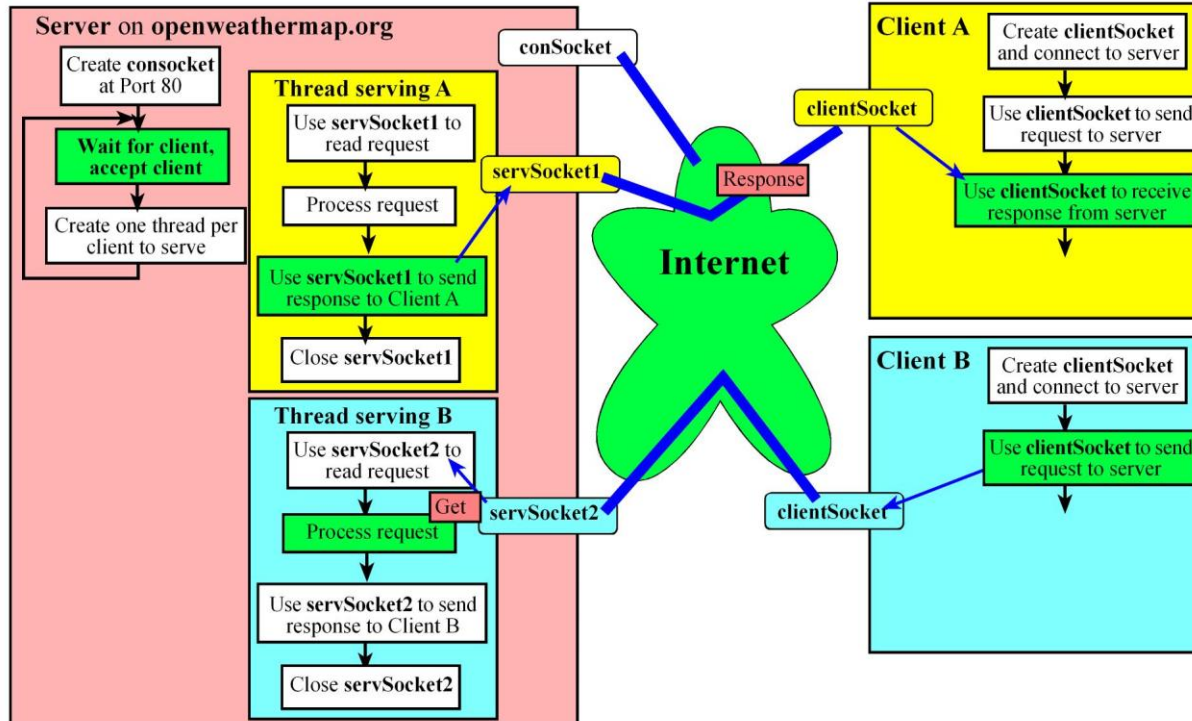 Server on openweathermap.org
Create consocket
at Port 80
Wait for client,
accept client
Create one thread per
client to serve
Thread serving A
Use servSocket1 to
read request
Process request
Use servSocket1 to send
response to Client A
Close servSocket1
Thread serving B
Use servSocket2 to
read request
Get
Process request
Use servSocket2 to send
response to Client B
Close servSocket2
conSocket
servSocket1
servSocket2
Response
Internet
clientSocket
clientSocket
Client A
Create clientSocket
and connect to server
Use clientSocket to send
request to server
Use clientSocket to receive
response from server
Client B
Create clientSocket
and connect to server
Use clientSocket to send
request to server